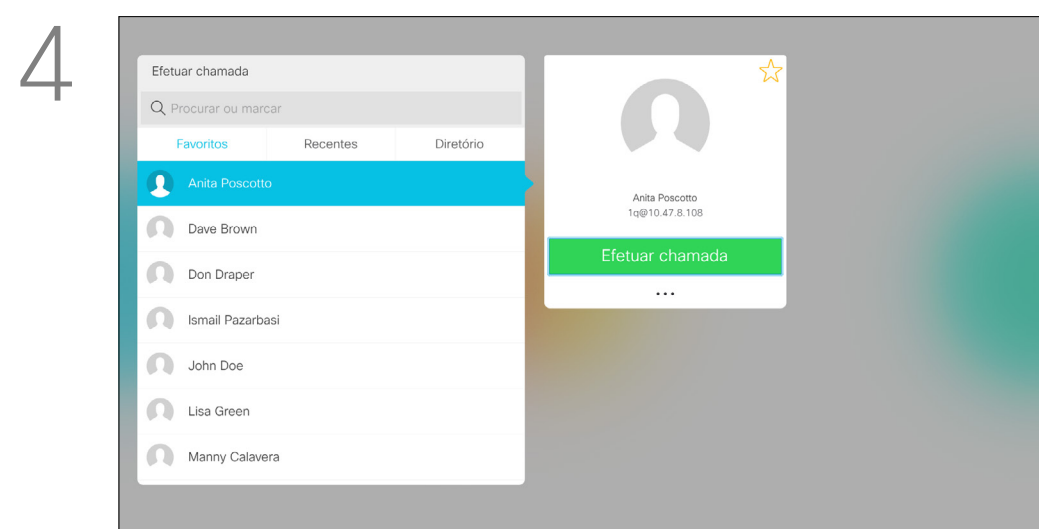 4
Efetuar chamada
Procurar ou marcar
Favoritos Recentes Diretório
Anita Poscotto
Dave Brown
Don Draper
Ismail Pazarbasi
John Doe
Lisa Green
Manny Calavera
Anita Poscotto
1q@10.47.8.108
Efetuar chamada
...